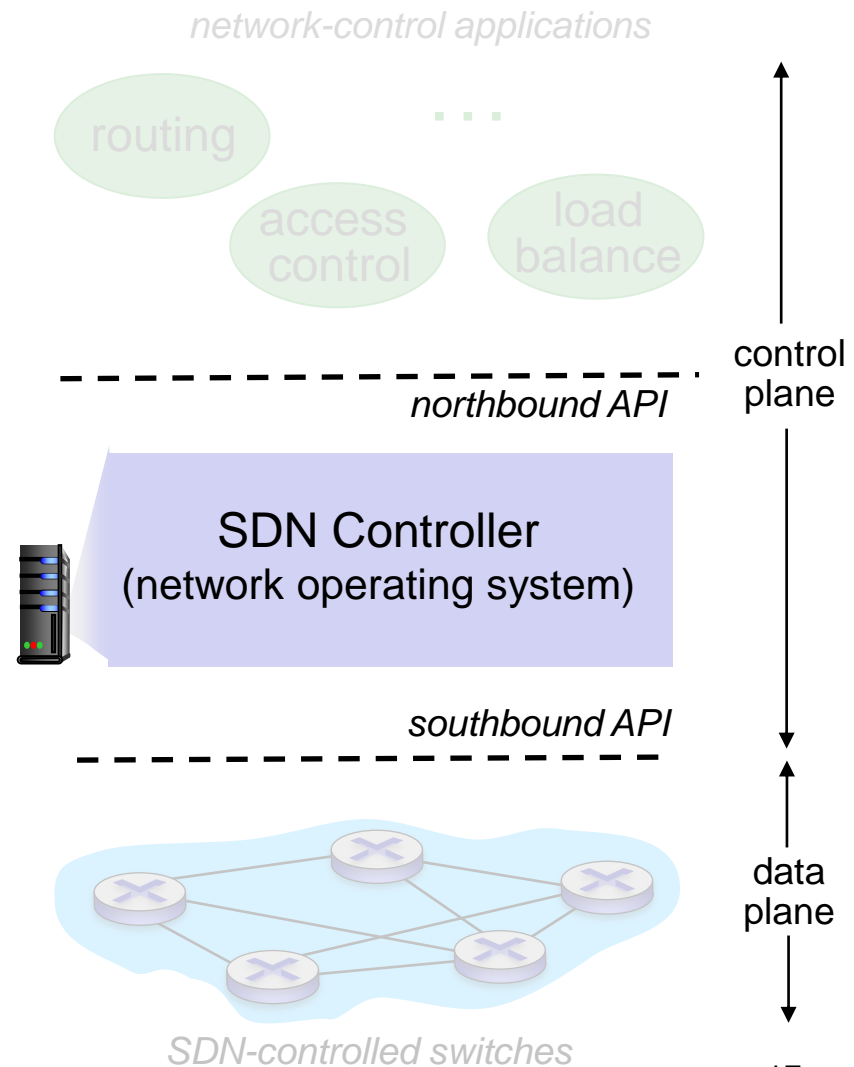 network-control applications
routing
...
access
control
load
balance
control
plane
northbound API
SDN Controller
(network operating system)
southbound API
data
plane
SDN-controlled switches